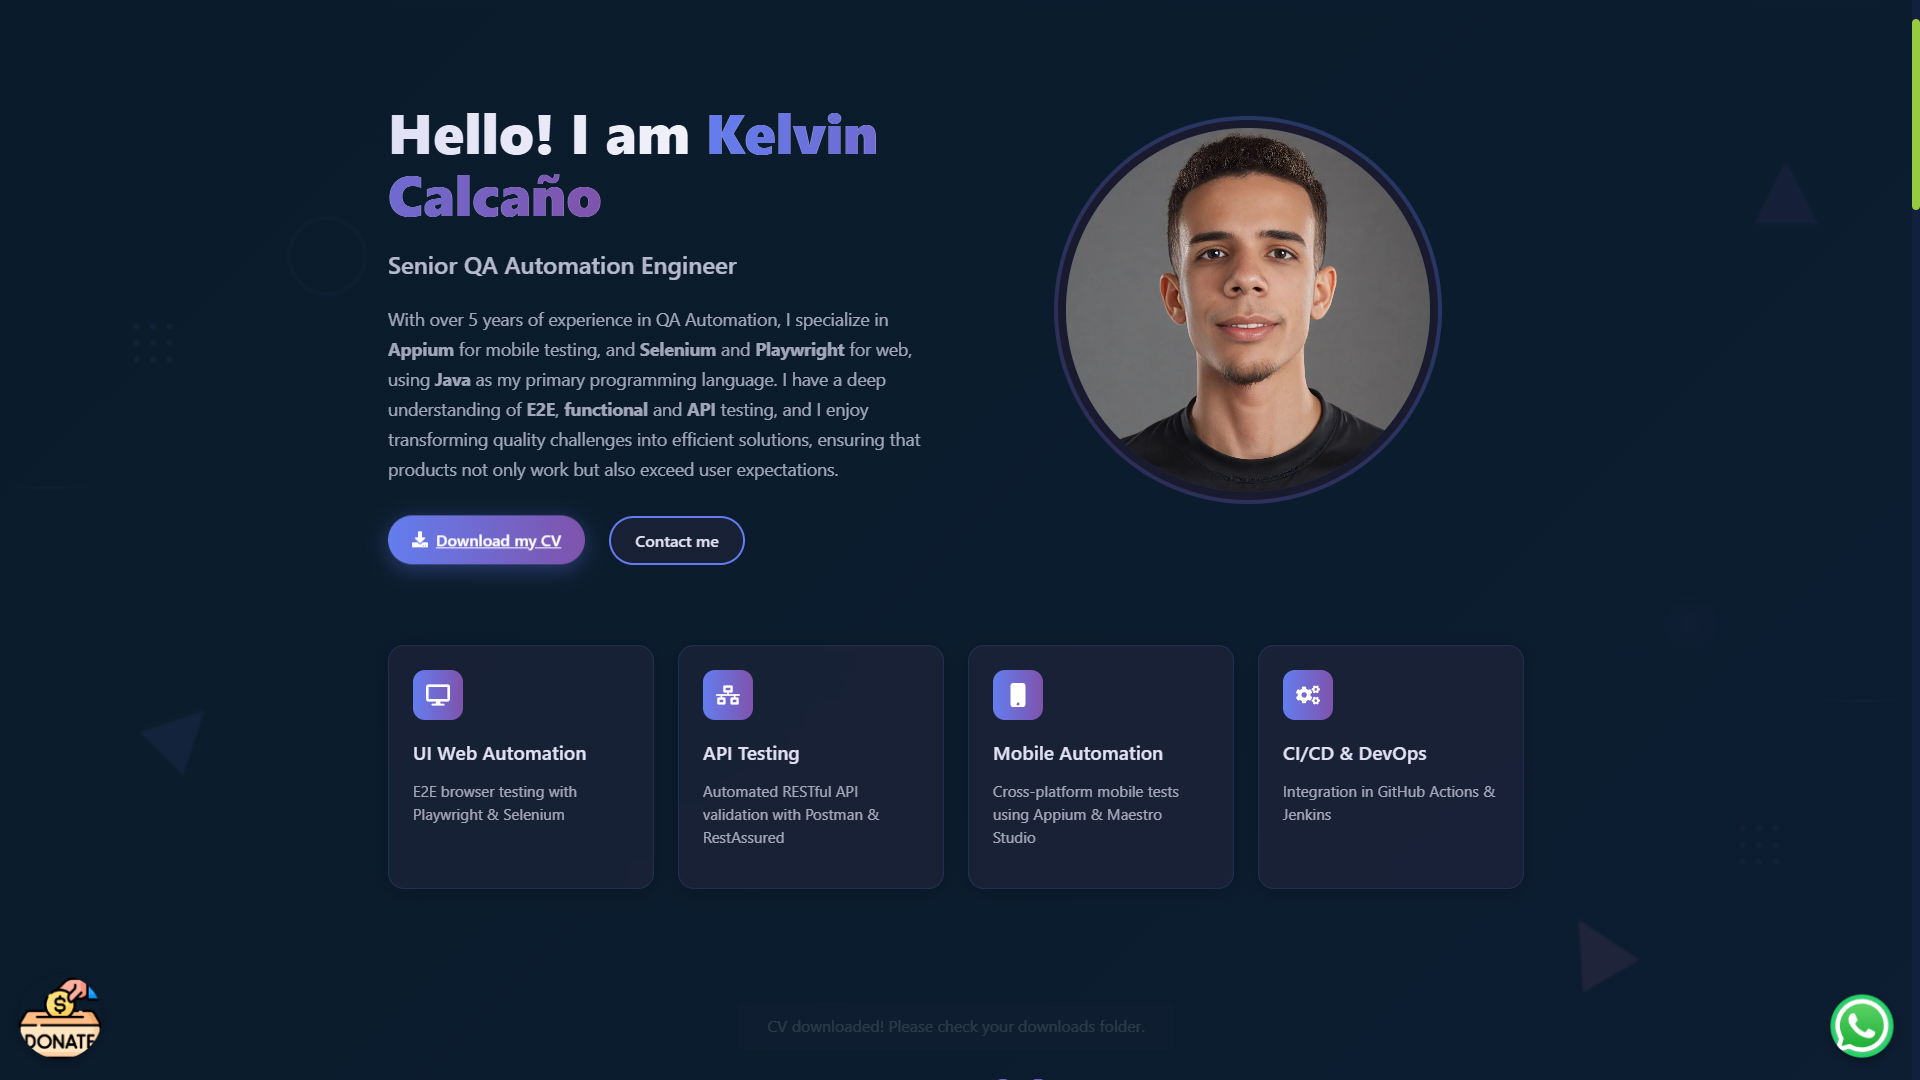 Hello! I am Kelvin
Calcaño
Senior QA Automation Engineer
With over 5 years of experience in QA Automation, I specialize in
Appium for mobile testing, and Selenium and Playwright for web,
using Java as my primary programming language. I have a deep
understanding of E2E, functional and API testing, and I enjoy
transforming quality challenges into efficient solutions, ensuring that
products not only work but also exceed user expectations.
Download my CV
Contact me
UI Web Automation
E2E browser testing with
Playwright & Selenium
API Testing
Automated RESTful API
validation with Postman &
RestAssured
Mobile Automation
Cross-platform mobile tests
using Appium & Maestro
Studio
CI/CD & DevOps
Integration in GitHub Actions &
Jenkins
$
DONATE
CV downloaded! Please check your downloads folder.